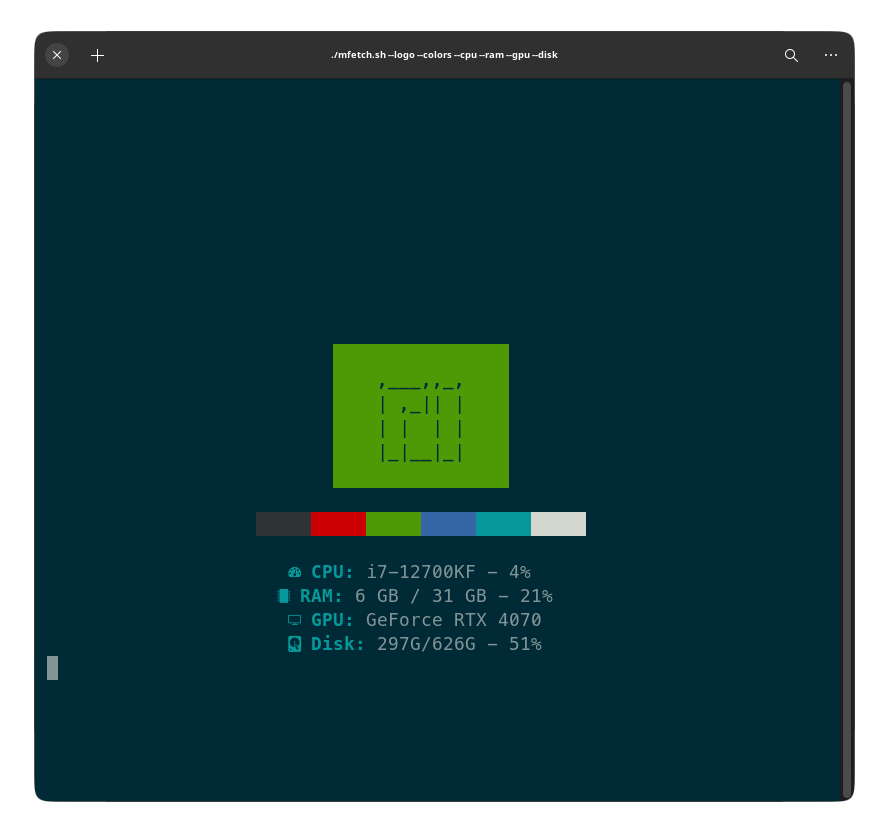 ./mfetch.sh --logo --colors --cpu --ram --gpu --disk
,___,,_,
| ,_|| |
| |  | |
|_|__|_|
CPU: i7-12700KF - 4%
RAM: 6 GB / 31 GB - 21%
GPU: GeForce RTX 4070
Disk: 297G/626G - 51%